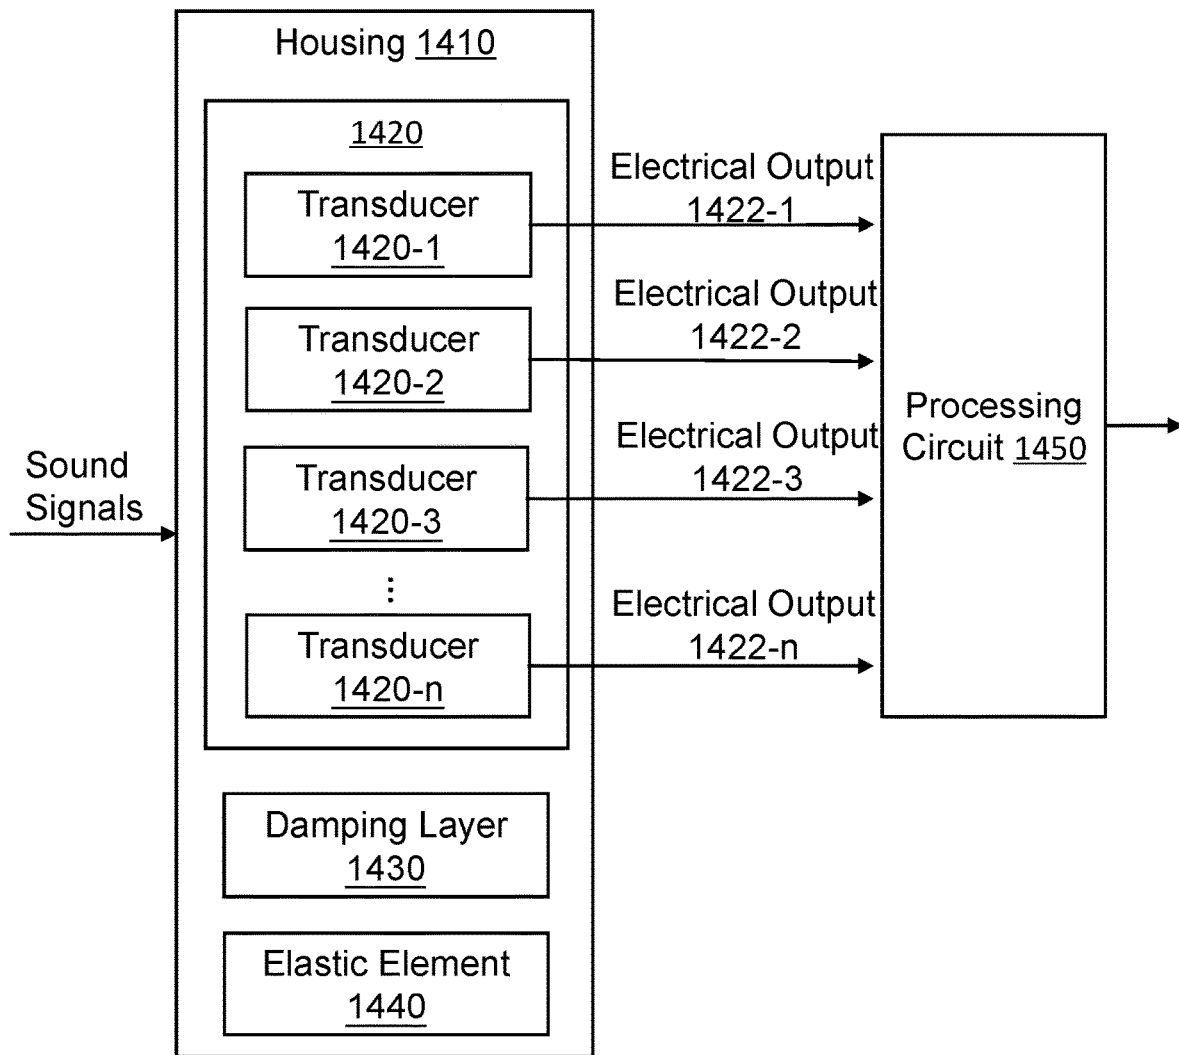 Housing 1410
1420
Transducer
1420-1
Electrical Output
1422-1
Transducer
1420-2
Electrical Output
1422-2
Transducer
1420-3
Electrical Output
1422-3
...
Transducer
1420-n
Electrical Output
1422-n
Sound
Signals
Processing
Circuit 1450
Damping Layer
1430
Elastic Element
1440